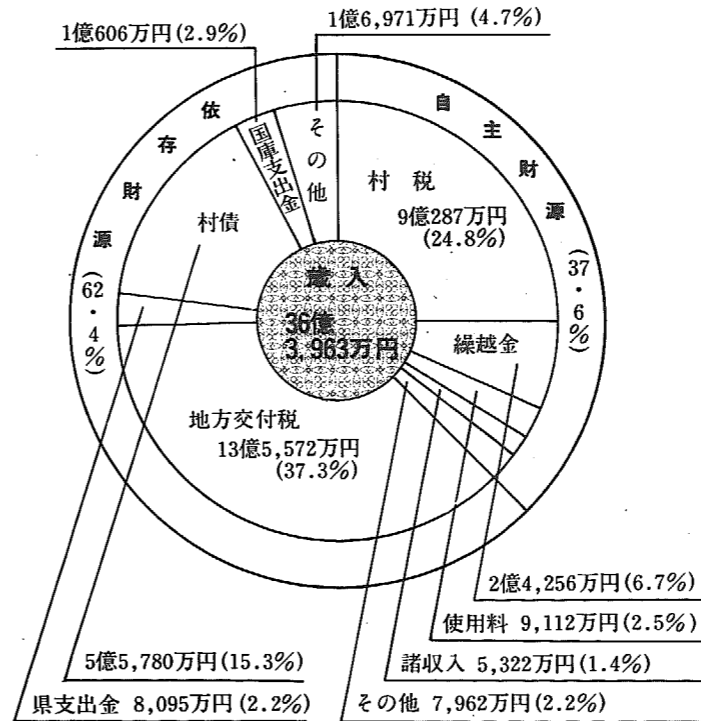 1億606万円(2.9%)
1億6,971万円 (4.7%)
依存財源 (62.4%)
自主財源 (37.6%)
国庫支出金
その他
村税
9億287万円
(24.8%)
村債
歳入
36億
3,963万円
繰越金
地方交付税
13億5,572万円
(37.3%)
2億4,256万円(6.7%)
使用料 9,112万円(2.5%)
5億5,780万円(15.3%)
諸収入 5,322万円(1.4%)
県支出金 8,095万円(2.2%)
その他 7,962万円(2.2%)